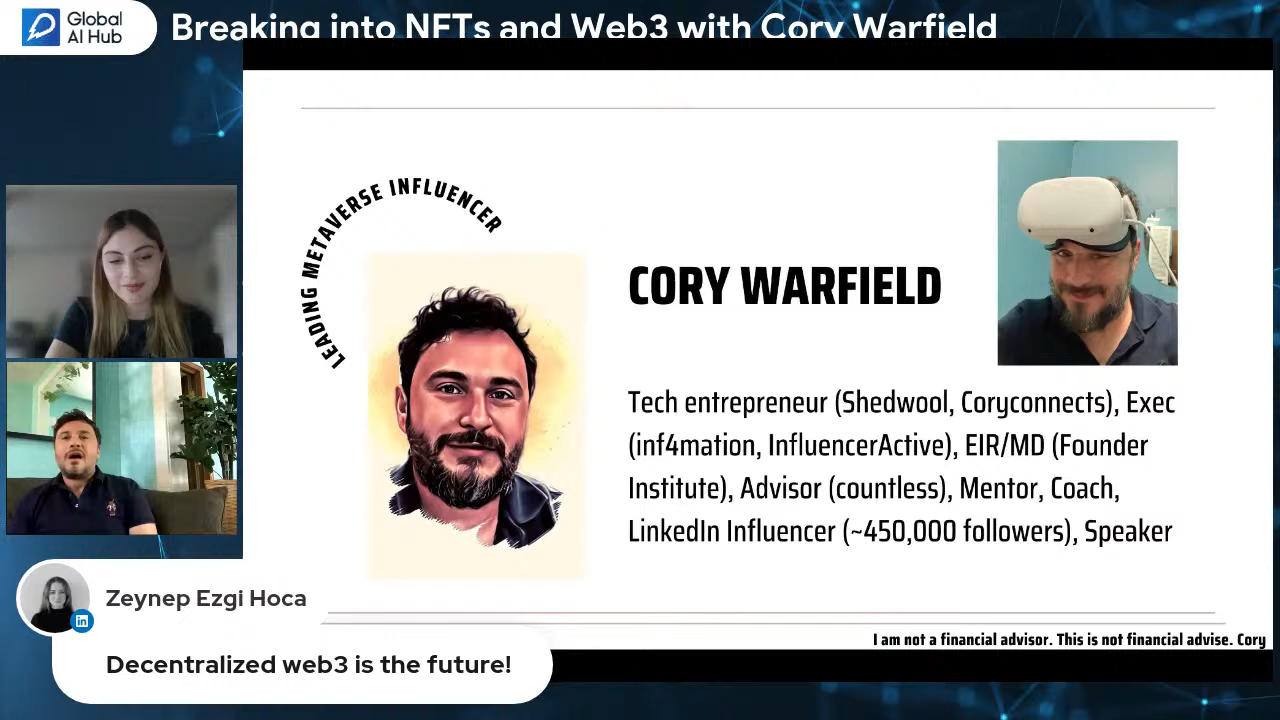 Global
AI Hub
Breaking into NFTs and Web3 with Cory Warfield
LEADING METAVERSE INFLUENCER
CORY WARFIELD
Tech entrepreneur (Shedwool, Coryconnects), Exec
(inf4mation, InfluencerActive), EIR/MD (Founder
Institute), Advisor (countless), Mentor, Coach,
LinkedIn Influencer (~450,000 followers), Speaker
I am not a financial advisor. This is not financial advise. Cory
Zeynep Ezgi Hoca
in
Decentralized web3 is the future!